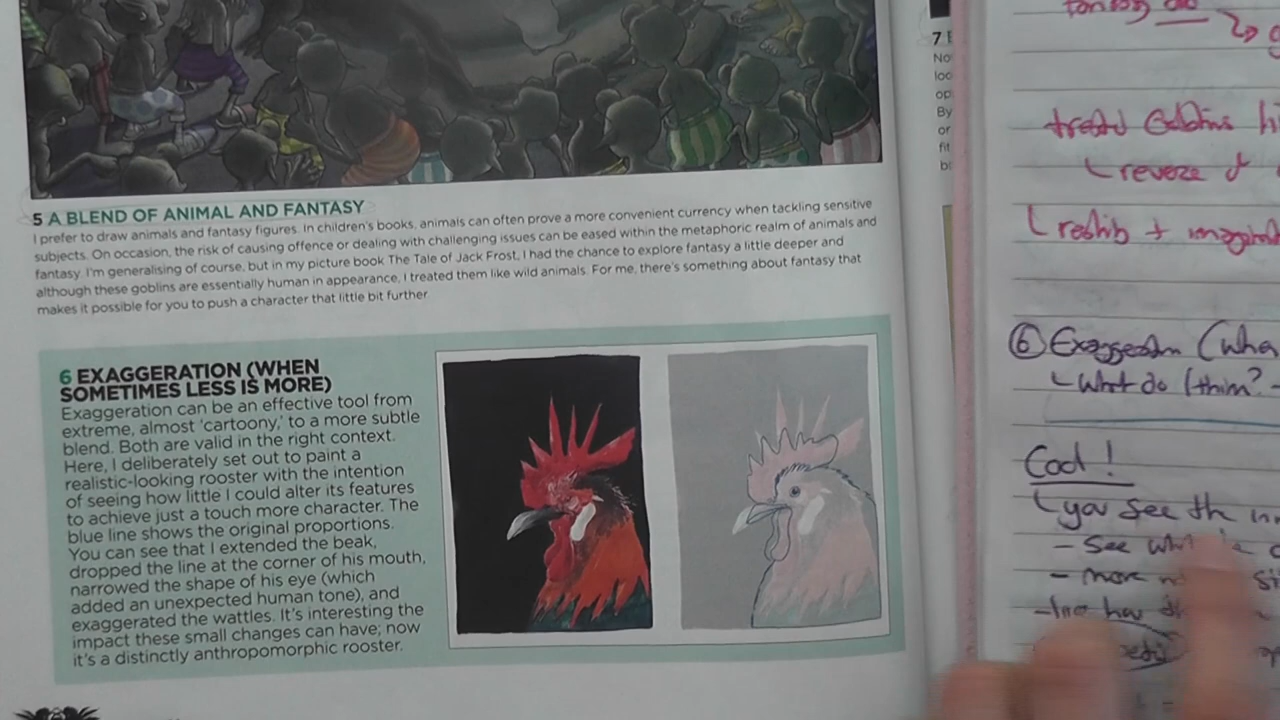 5 A BLEND OF ANIMAL AND FANTASY
I prefer to draw animals and fantasy figures. In children's books, animals can often prove a more convenient currency when tackling sensitive
subjects. On occasion, the risk of causing offence or dealing with challenging issues can be eased within the metaphoric realm of animals and
fantasy. I'm generalising of course, but in my picture book The Tale of Jack Frost, I had the chance to explore fantasy a little deeper and
although these goblins are essentially human in appearance, I treated them like wild animals. For me, there's something about fantasy that
makes it possible for you to push a character that little bit further
6 EXAGGERATION (WHEN
SOMETIMES LESS IS MORE)
Exaggeration can be an effective tool from
extreme, almost 'cartoony,' to a more subtle
blend. Both are valid in the right context.
Here, I deliberately set out to paint a
realistic-looking rooster with the intention
of seeing how little I could alter its features
to achieve just a touch more character. The
blue line shows the original proportions.
You can see that I extended the beak,
dropped the line at the corner of his mouth,
narrowed the shape of his eye (which
added an unexpected human tone), and
exaggerated the wattles. It's interesting the
impact these small changes can have; now
it's a distinctly anthropomorphic rooster.
7
No
loo
op
By
or
fit
treat Goblins
reverse
+
6 Exaggeration (when
What do I think?
Cool!
you see the
- see
- more